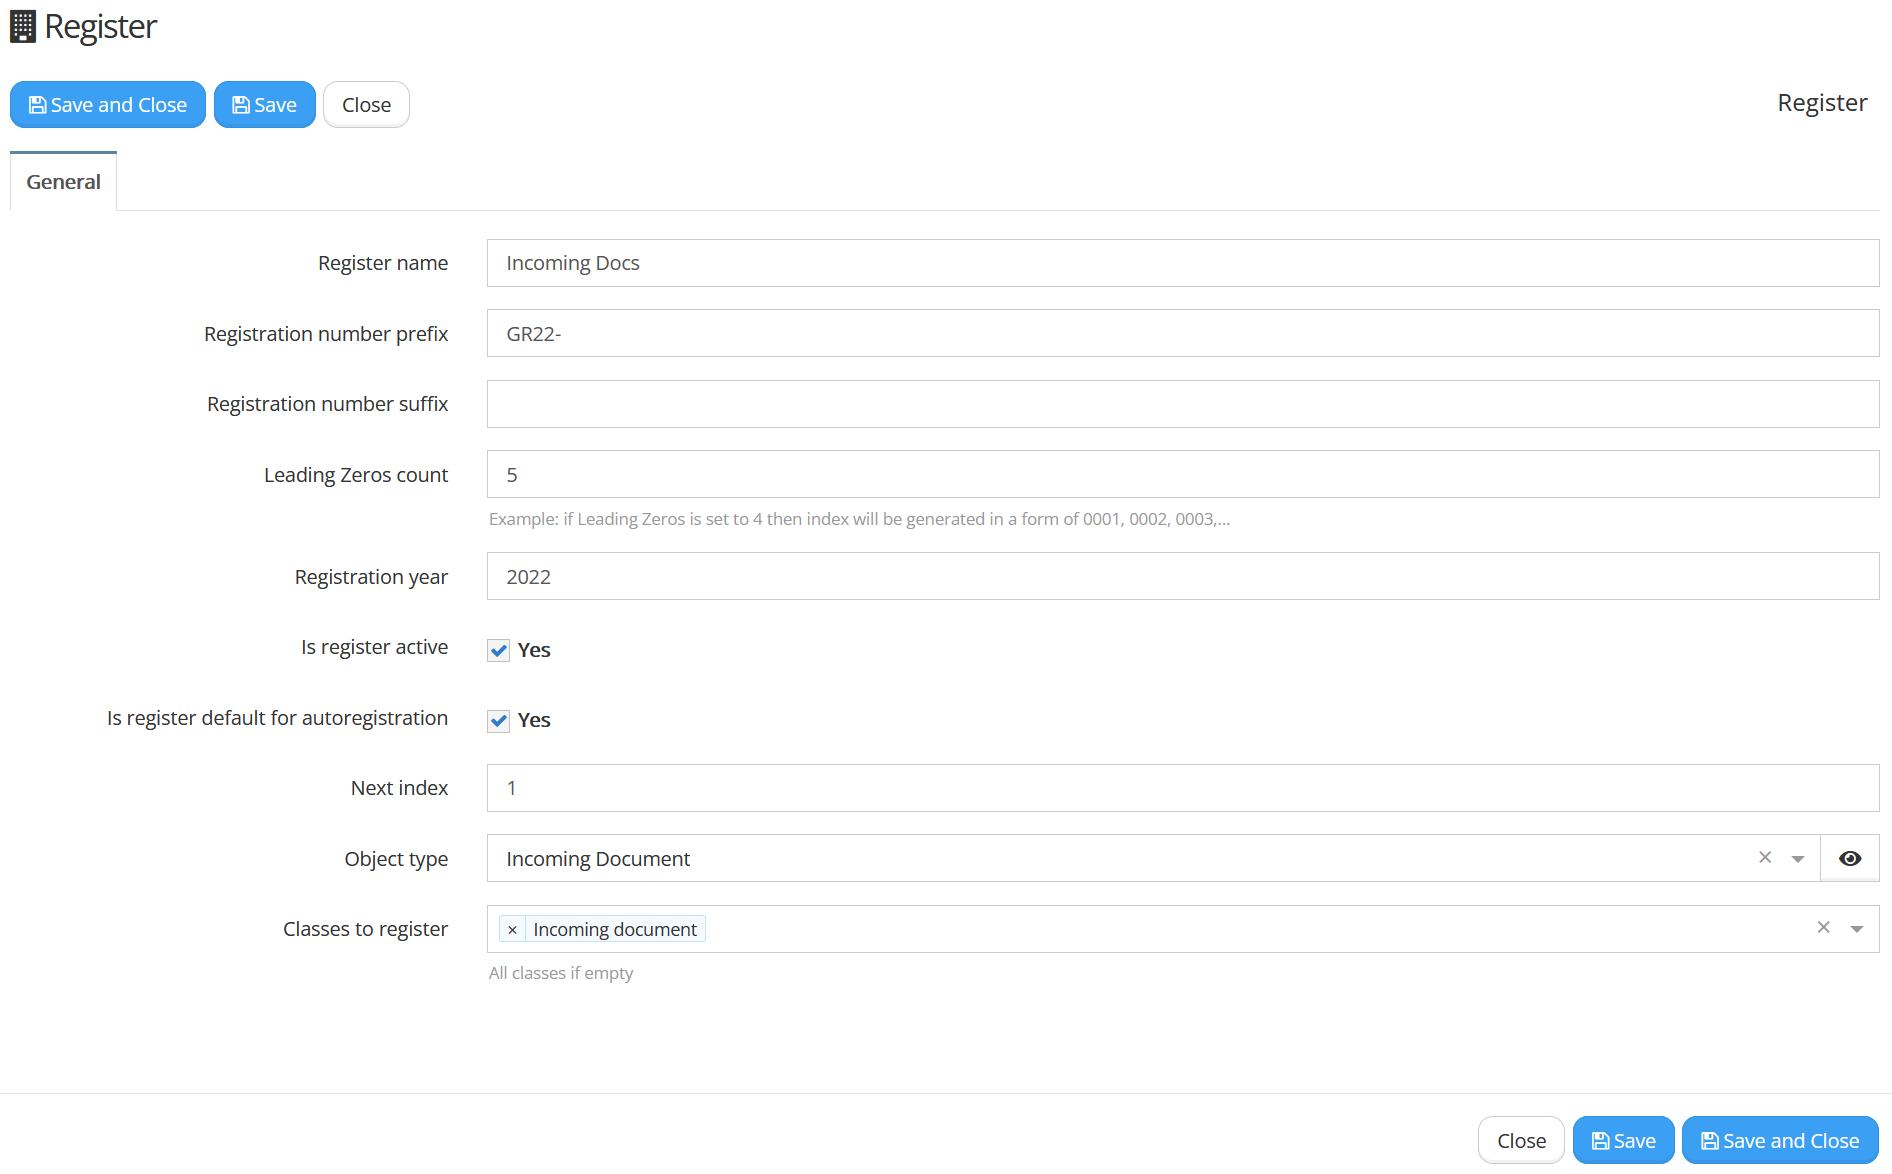 Register
Save and Close Save Close Register
General
Register name Incoming Docs
Registration number prefix GR22-
Registration number suffix
Leading Zeros count 5
Example: if Leading Zeros is set to 4 then index will be generated in a form of 0001, 0002, 0003,...
Registration year 2022
Is register active Yes
Is register default for autoregistration Yes
Next index 1
Object type Incoming Document
Classes to register × Incoming document
All classes if empty
Close Save Save and Close